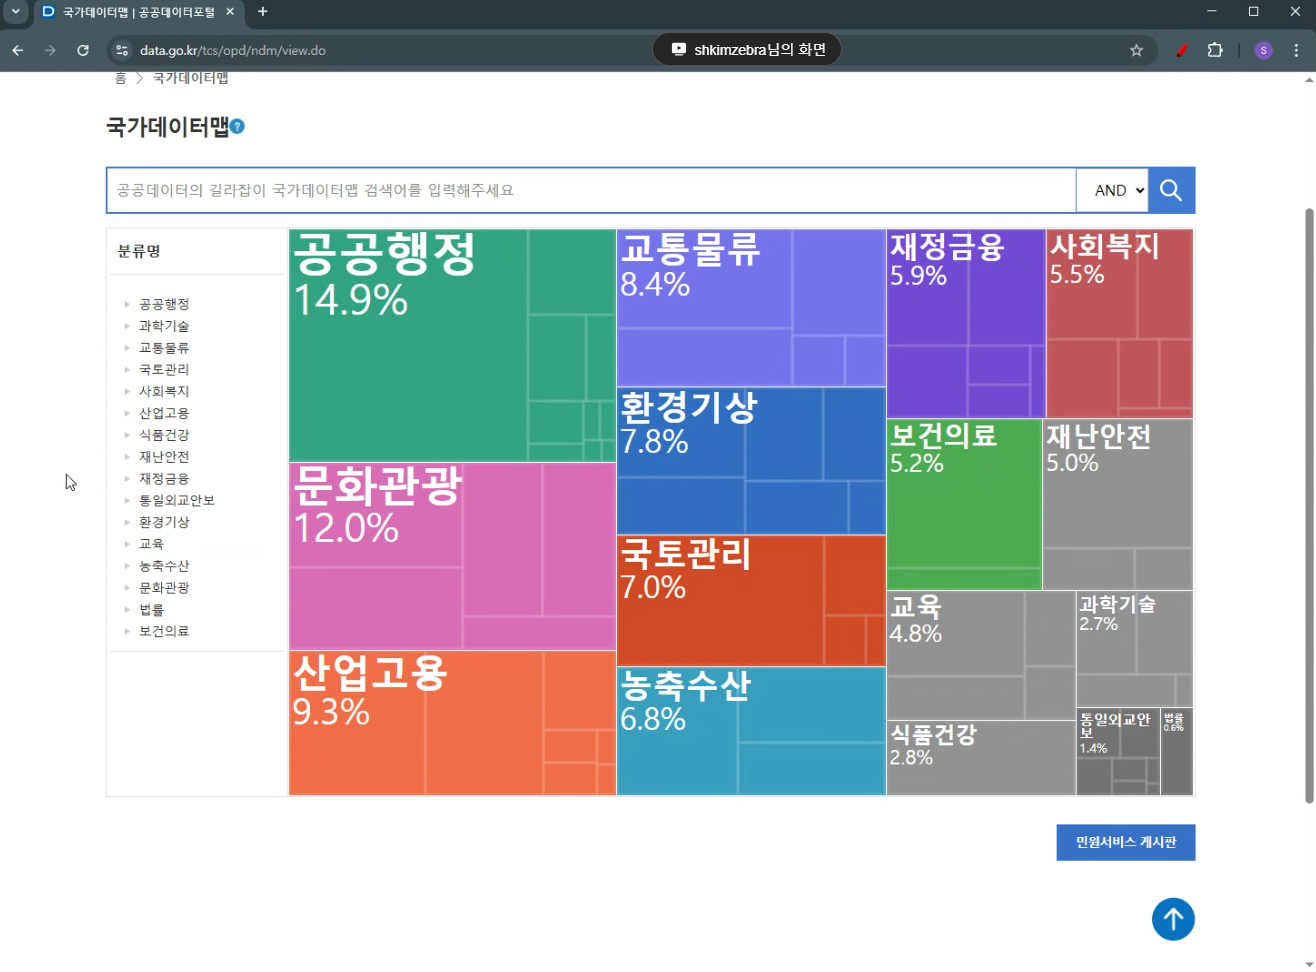 국가데이터맵 | 공공데이터포털
data.go.kr/tcs/opd/ndm/view.do
shkimzebra님의 화면
S
홈 > 국가데이터맵
국가데이터맵
?
공공데이터의 길라잡이 국가데이터맵 검색어를 입력해주세요
AND
분류명
공공행정
과학기술
교통물류
국토관리
사회복지
산업고용
식품건강
재난안전
재정금융
통일외교안보
환경기상
교육
농축수산
문화관광
법률
보건의료
공공행정
14.9%
문화관광
12.0%
산업고용
9.3%
교통물류
8.4%
환경기상
7.8%
국토관리
7.0%
농축수산
6.8%
재정금융
5.9%
사회복지
5.5%
보건의료
5.2%
재난안전
5.0%
교육
4.8%
과학기술
2.7%
식품건강
2.8%
통일외교안
보
1.4%
법률
0.6%
민원서비스 게시판